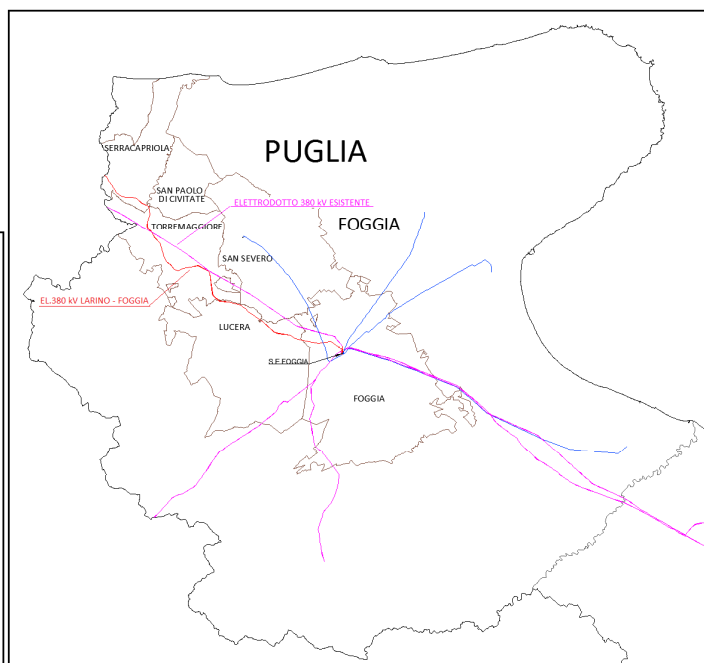 SERRACAPRIOLA
PUGLIA
SAN PAOLO
DI CIVITATE
ELETTRODOTTO 380 kV ESISTENTE
FOGGIA
TORREMAGGIORE
SAN SEVERO
EL.380 kV LARINO - FOGGIA
LUCERA
S.E.FOGGIA
FOGGIA